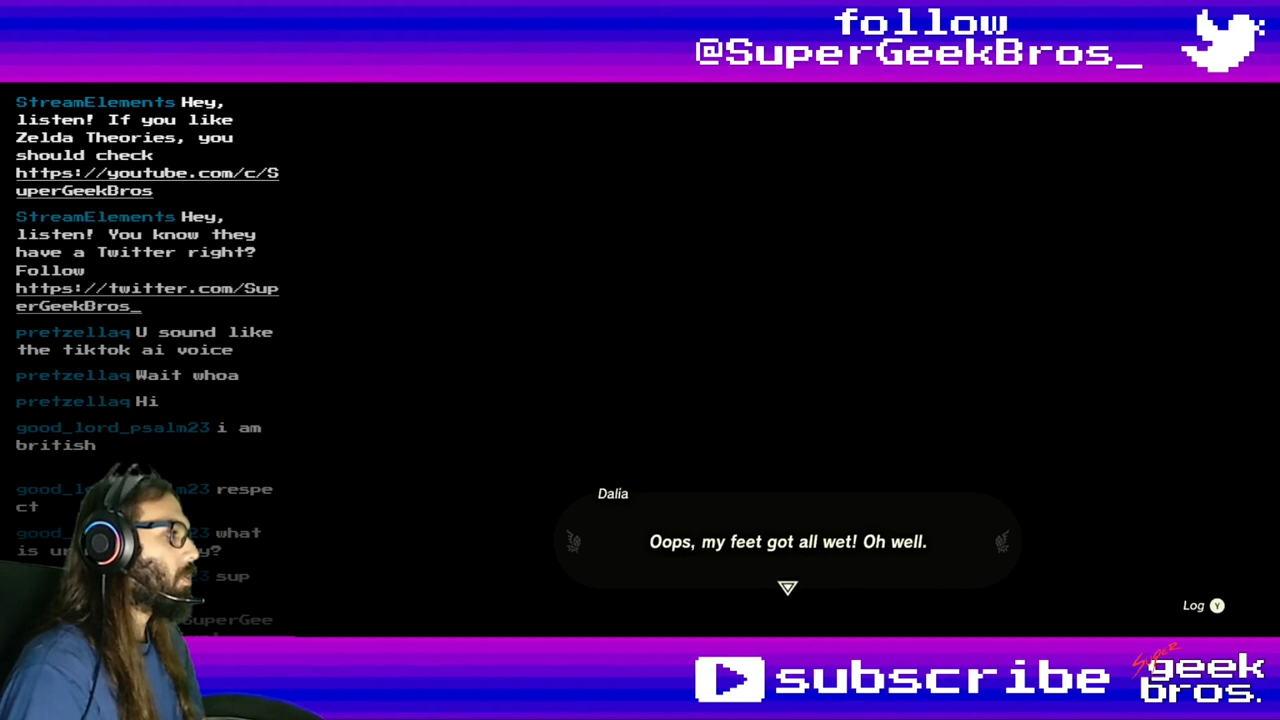 follow
@SuperGeekBros_
StreamElements Hey,
listen! If you like
Zelda Theories, you
should check
https://youtube.com/c/S
uperGeekBros
StreamElements Hey,
listen! You know they
have a Twitter right?
Follow
https://twitter.com/Sup
erGeekBros_
pretzellaq U sound like
the tiktok ai voice
pretzellaq Wait whoa
pretzellaq Hi
good_lord_psalm23 i am
british
respe
ct
what
is
sup
Dalia
Oops, my feet got all wet! Oh well.
Log Y
subscribe
Super
geek
bros.